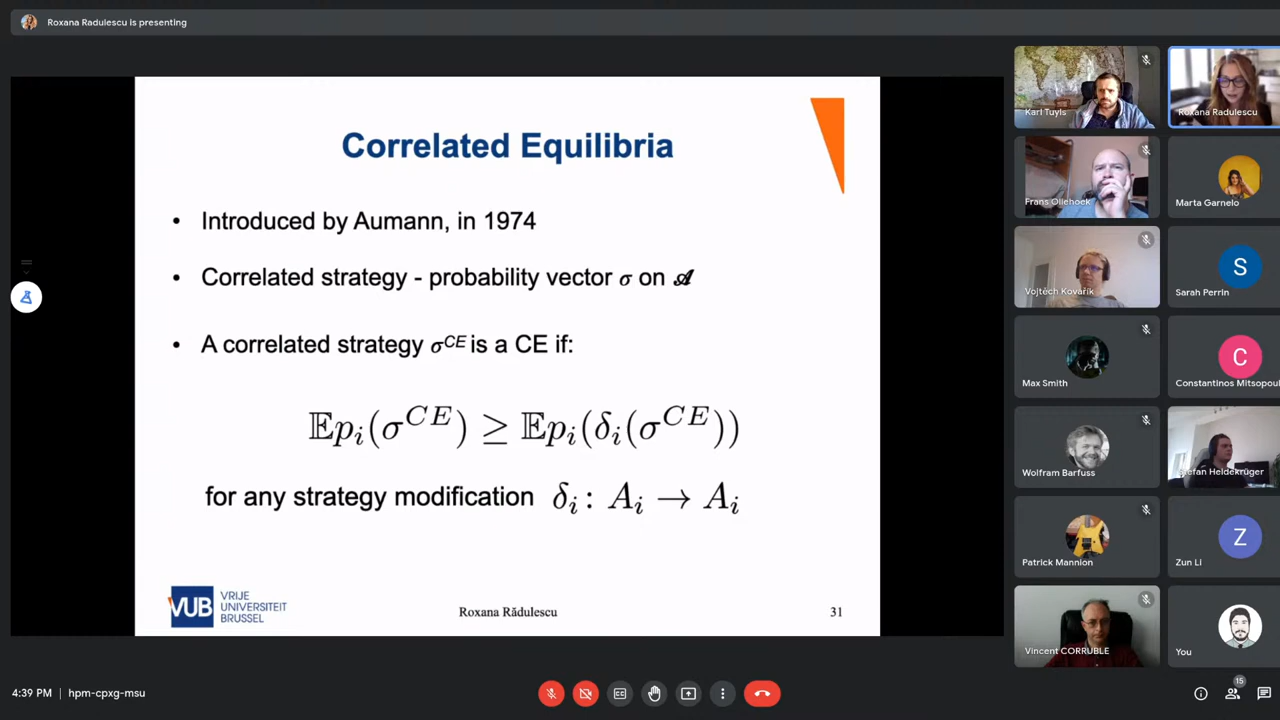 Roxana Radulescu is presenting
Correlated Equilibria
• Introduced by Aumann, in 1974
• Correlated strategy - probability vector σ on 𝒜
• A correlated strategy σ^CE is a CE if:
𝔼p_i(σ^CE) ≥ 𝔼p_i(δ_i(σ^CE))
for any strategy modification δ_i : A_i → A_i
VUB
VRIJE
UNIVERSITEIT
BRUSSEL
Roxana Rădulescu
31
Karl Tuyls
Roxana Radulescu
Frans Oliehoek
Marta Garnelo
Vojtech Kovařík
S
Sarah Perrin
Max Smith
C
Constantinos Mitsopoul
Wolfram Barfuss
Stefan Heidekrüger
Patrick Mannion
Z
Zun Li
Vincent CORRUBLE
You
4:39 PM | hpm-cpxg-msu
CC
15